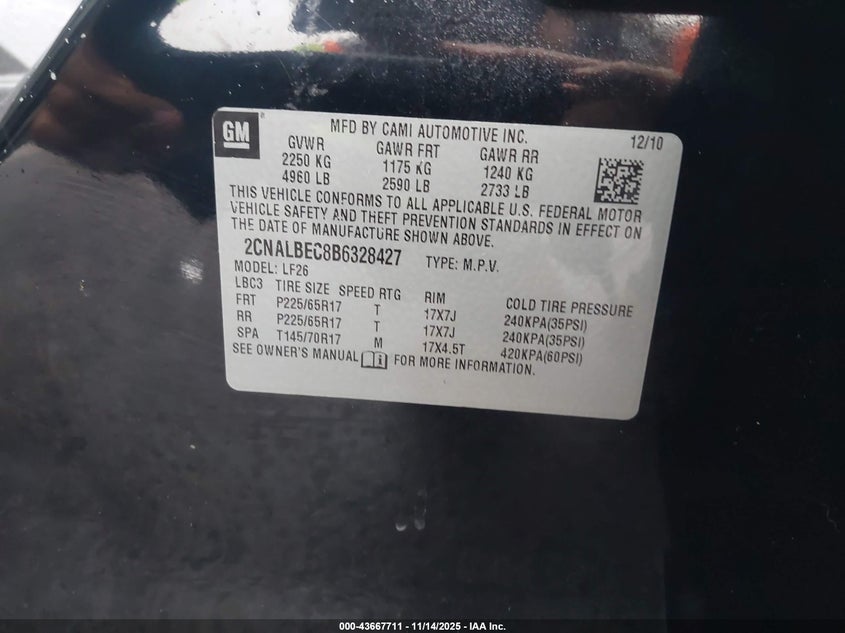 GM
MFD BY CAMI AUTOMOTIVE INC. 12/10
GVWR GAWR FRT GAWR RR
2250 KG 1175 KG 1240 KG
4960 LB 2590 LB 2733 LB
THIS VEHICLE CONFORMS TO ALL APPLICABLE U.S. FEDERAL MOTOR
VEHICLE SAFETY AND THEFT PREVENTION STANDARDS IN EFFECT ON
THE DATE OF MANUFACTURE SHOWN ABOVE.
2CNALBEC8B6328427 TYPE: M.P.V.
MODEL: LF26
LBC3 TIRE SIZE SPEED RTG RIM COLD TIRE PRESSURE
FRT P225/65R17 T 17X7J 240KPA(35PSI)
RR P225/65R17 T 17X7J 240KPA(35PSI)
SPA T145/70R17 M 17X4.5T 420KPA(60PSI)
SEE OWNER'S MANUAL i FOR MORE INFORMATION.
000-43667711 - 11/14/2025 - IAA Inc.